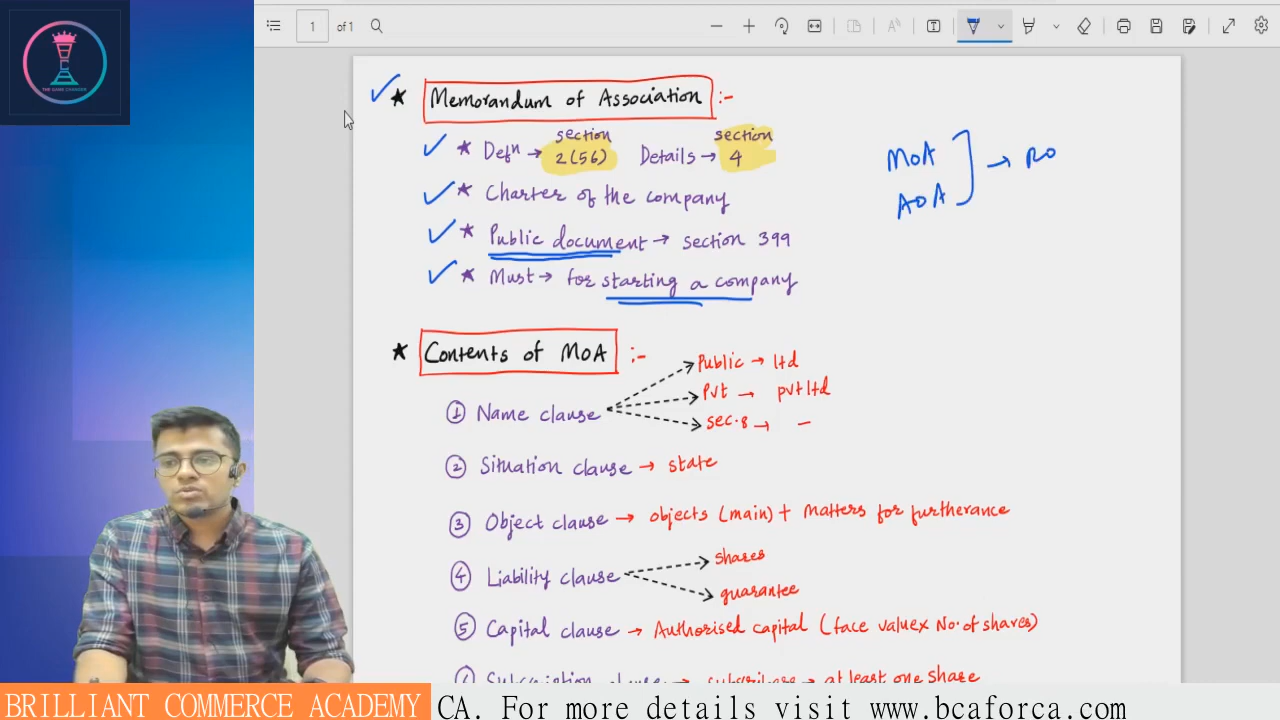 THE GAME CHANGER
1 of 1
★ Memorandum of Association :-
★ Defⁿ → section 2(56) Details → section 4
★ Charter of the company
★ Public document → section 399
★ Must → for starting a company
MOA
AOA → RO
★ Contents of MOA :-
① Name clause
Public → ltd
Pvt → pvt ltd
sec.8 → –
② Situation clause → state
③ Object clause → objects (main) + matters for furtherance
④ Liability clause
shares
guarantee
⑤ Capital clause → Authorised capital (face value x No. of shares)
subscribers → at least one share
BRILLIANT COMMERCE ACADEMY
CA. For more details visit www.bcaforca.com